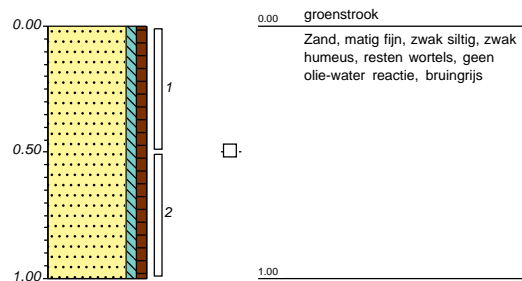 0.00
0.50
1.00
1
2
0.00
groenstrook
Zand, matig fijn, zwak siltig, zwak
humeus, resten wortels, geen
olie-water reactie, bruingrijs
1.00